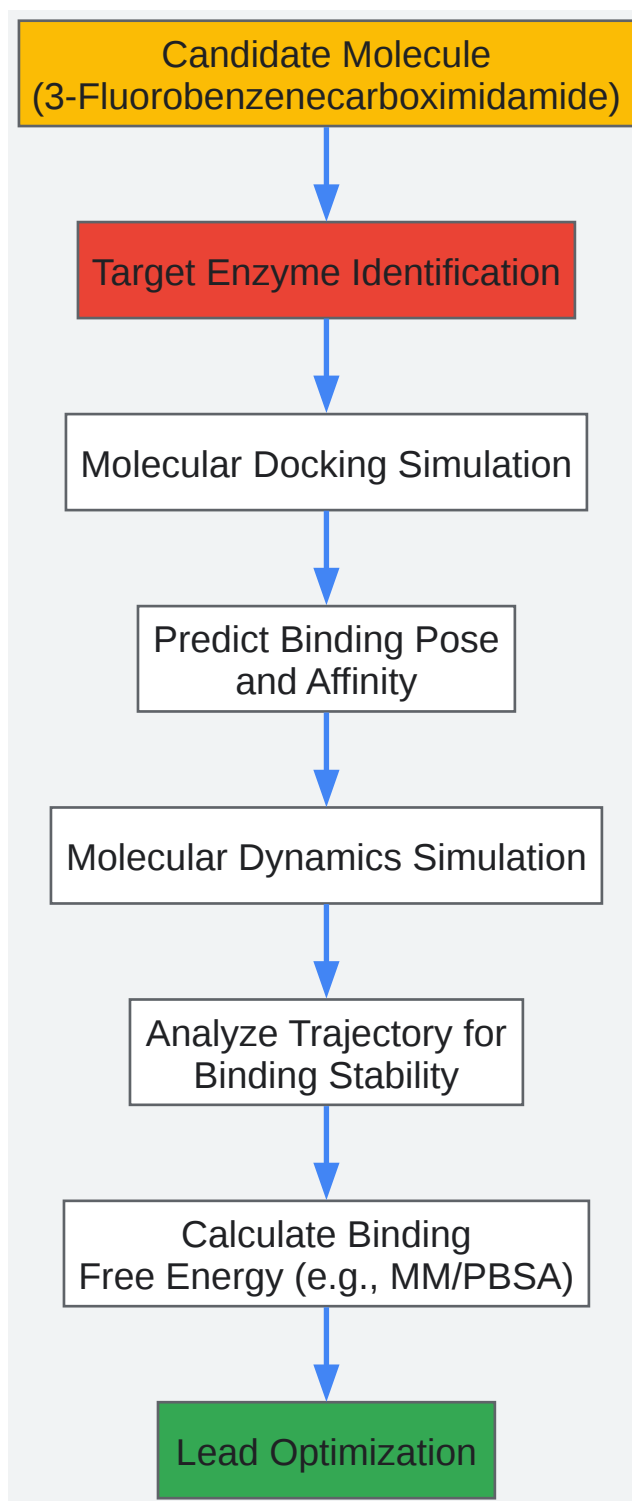 Candidate Molecule
(3-Fluorobenzenecarboximidamide)
Target Enzyme Identification
Molecular Docking Simulation
Predict Binding Pose
and Affinity
Molecular Dynamics Simulation
Analyze Trajectory for
Binding Stability
Calculate Binding
Free Energy (e.g., MM/PBSA)
Lead Optimization